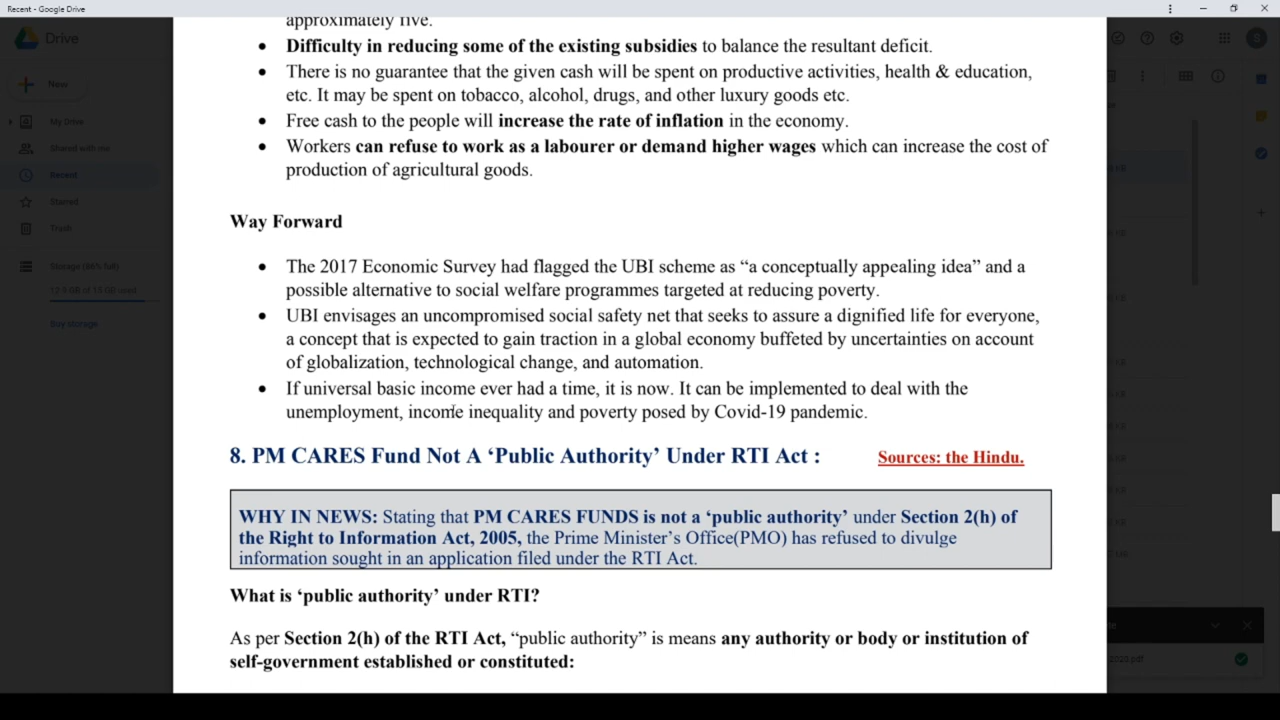 Recent - Google Drive
Drive
New
My Drive
Shared with me
Recent
Starred
Trash
Storage (86% full)
Buy storage
approximately five.
• Difficulty in reducing some of the existing subsidies to balance the resultant deficit.
• There is no guarantee that the given cash will be spent on productive activities, health & education,
etc. It may be spent on tobacco, alcohol, drugs, and other luxury goods etc.
• Free cash to the people will increase the rate of inflation in the economy.
• Workers can refuse to work as a labourer or demand higher wages which can increase the cost of
production of agricultural goods.
Way Forward
• The 2017 Economic Survey had flagged the UBI scheme as “a conceptually appealing idea” and a
possible alternative to social welfare programmes targeted at reducing poverty.
• UBI envisages an uncompromised social safety net that seeks to assure a dignified life for everyone,
a concept that is expected to gain traction in a global economy buffeted by uncertainties on account
of globalization, technological change, and automation.
• If universal basic income ever had a time, it is now. It can be implemented to deal with the
unemployment, income inequality and poverty posed by Covid-19 pandemic.
8. PM CARES Fund Not A ‘Public Authority’ Under RTI Act : Sources: the Hindu.
WHY IN NEWS: Stating that PM CARES FUNDS is not a ‘public authority’ under Section 2(h) of
the Right to Information Act, 2005, the Prime Minister’s Office(PMO) has refused to divulge
information sought in an application filed under the RTI Act.
What is ‘public authority’ under RTI?
As per Section 2(h) of the RTI Act, “public authority” is means any authority or body or institution of
self-government established or constituted:
2020.pdf